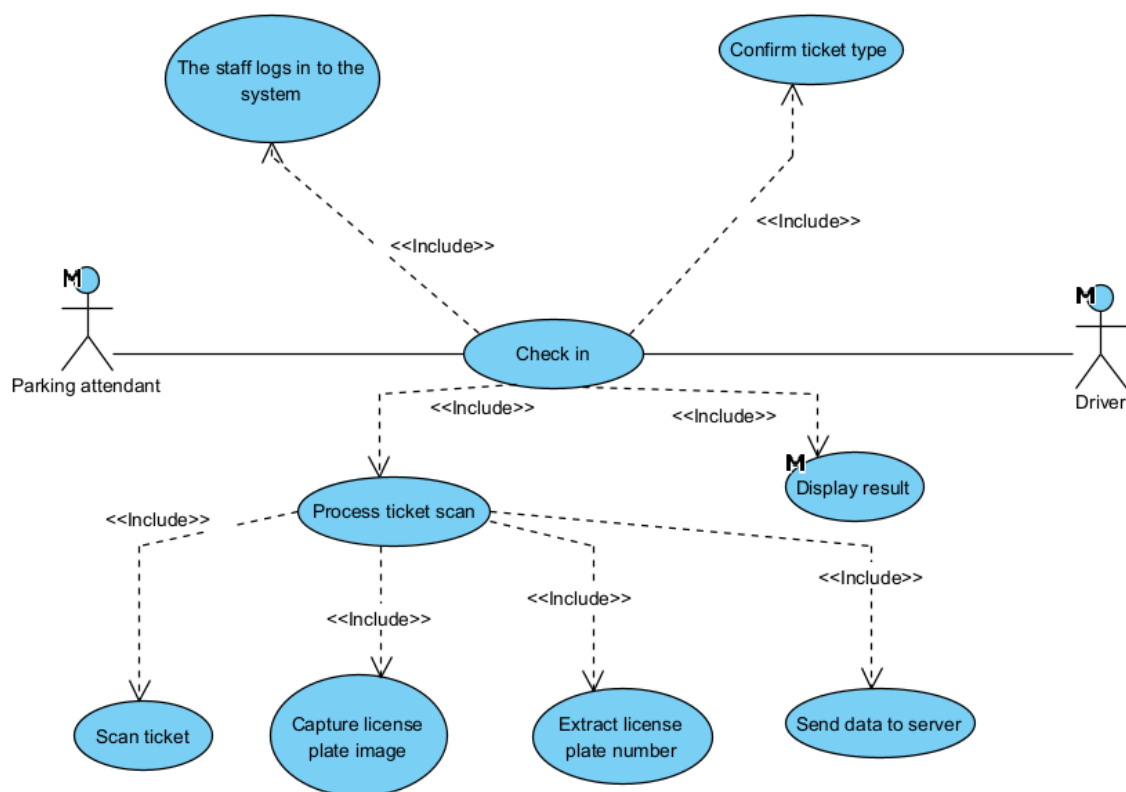 The staff logs in to the
system
Confirm ticket type
<<Include>>
<<Include>>
M
Parking attendant
M
Driver
Check in
<<Include>>
<<Include>>
M
Display result
Process ticket scan
<<Include>>
<<Include>>
<<Include>>
<<Include>>
Scan ticket
Capture license
plate image
Extract license
plate number
Send data to server